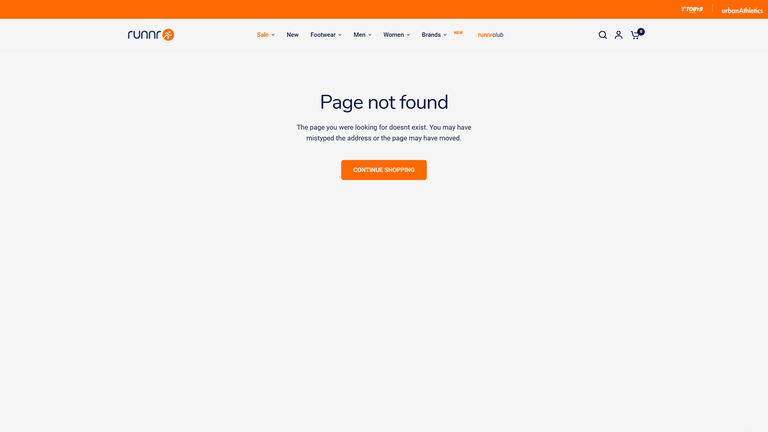 TOBYS
urbanAthletics
runnr
Sale
New
Footwear
Men
Women
Brands
NEW
runnrclub
0
Page not found
The page you were looking for doesnt exist. You may have
mistyped the address or the page may have moved.
CONTINUE SHOPPING